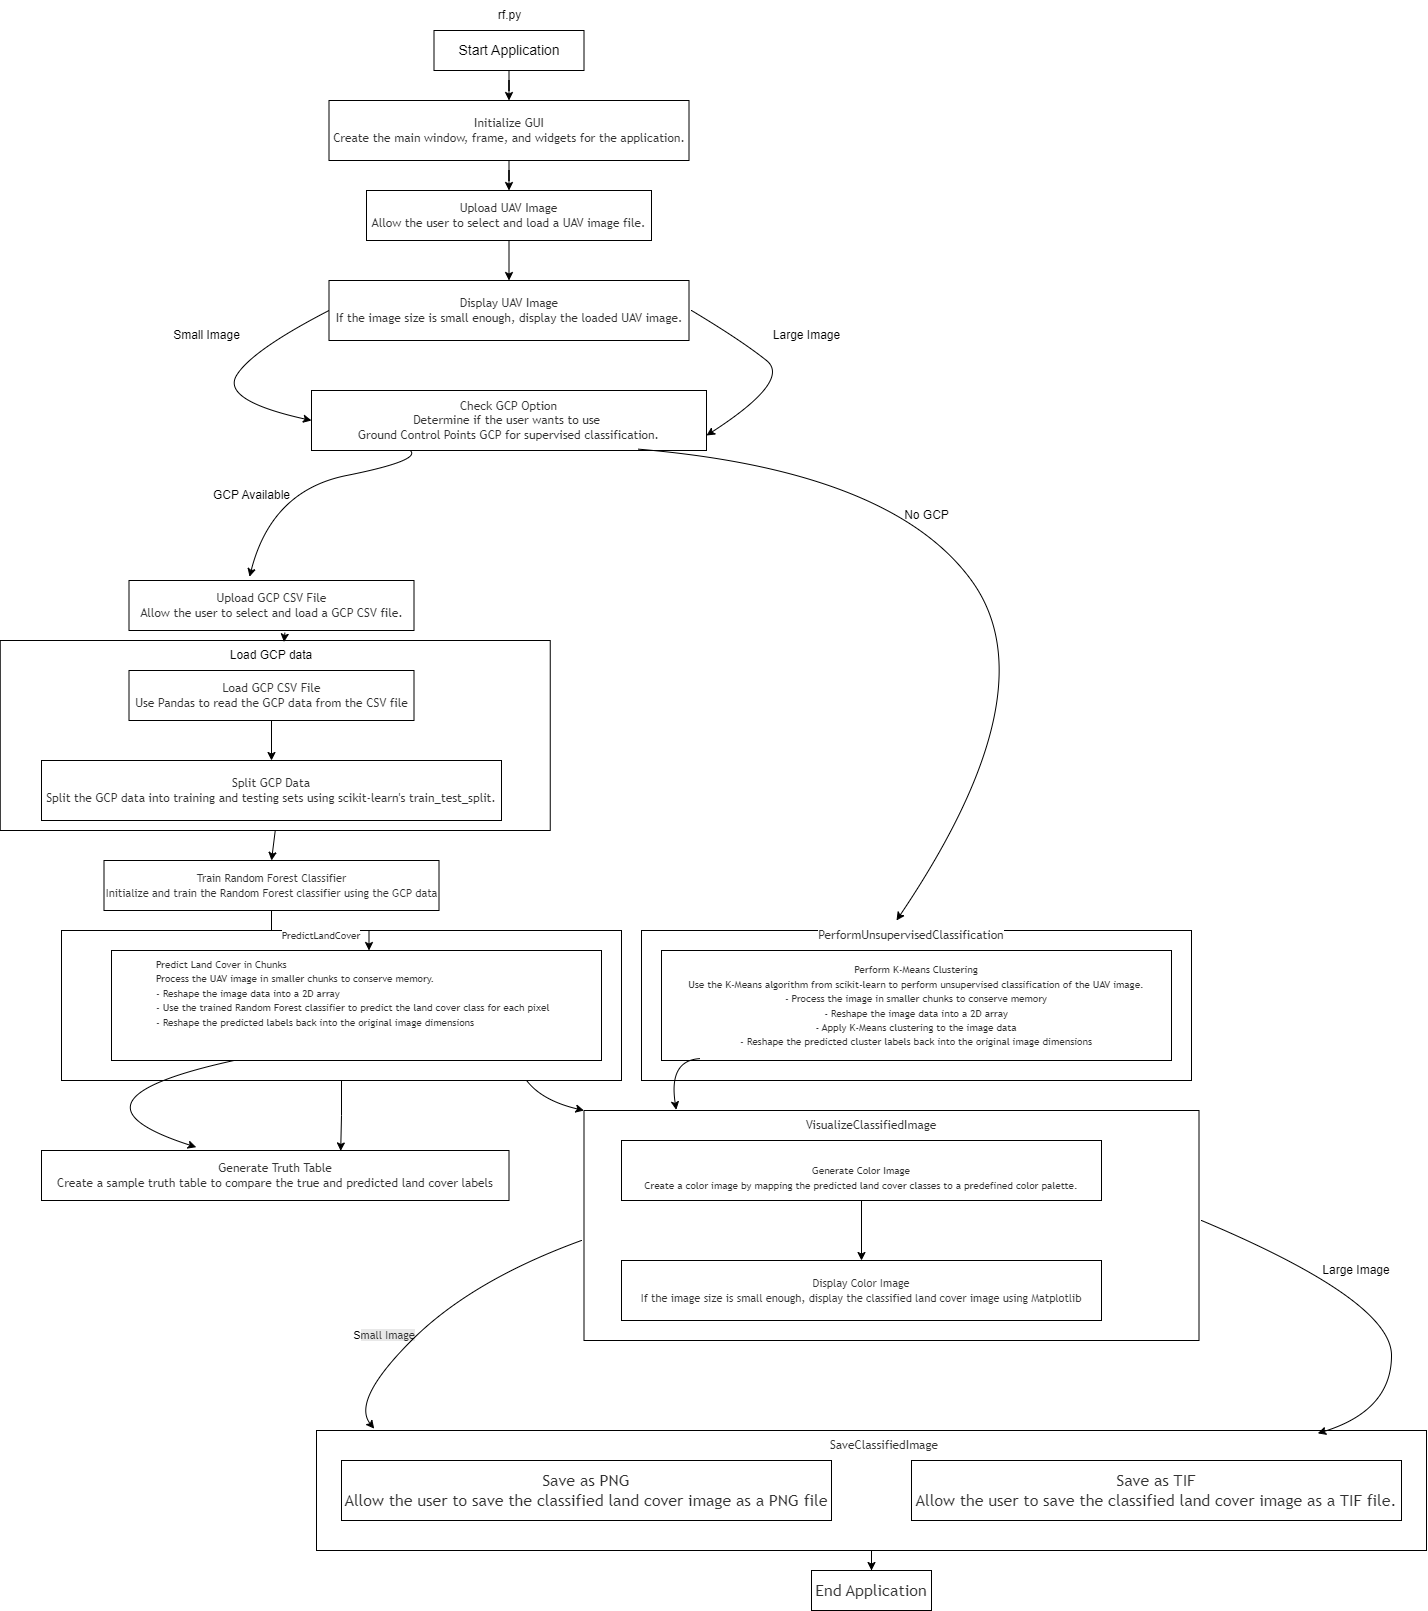 rf.py
Start Application
Initialize GUI
Create the main window, frame, and widgets for the application.
Upload UAV Image
Allow the user to select and load a UAV image file.
Display UAV Image
If the image size is small enough, display the loaded UAV image.
Small Image
Large Image
Check GCP Option
Determine if the user wants to use
Ground Control Points GCP for supervised classification.
GCP Available
No GCP
Upload GCP CSV File
Allow the user to select and load a GCP CSV file.
Load GCP data
Load GCP CSV File
Use Pandas to read the GCP data from the CSV file
Split GCP Data
Split the GCP data into training and testing sets using scikit-learn's train_test_split.
Train Random Forest Classifier
Initialize and train the Random Forest classifier using the GCP data
PredictLandCover
Predict Land Cover in Chunks
Process the UAV image in smaller chunks to conserve memory.
- Reshape the image data into a 2D array
- Use the trained Random Forest classifier to predict the land cover class for each pixel
- Reshape the predicted labels back into the original image dimensions
PerformUnsupervisedClassification
Perform K-Means Clustering
Use the K-Means algorithm from scikit-learn to perform unsupervised classification of the UAV image.
- Process the image in smaller chunks to conserve memory
- Reshape the image data into a 2D array
- Apply K-Means clustering to the image data
- Reshape the predicted cluster labels back into the original image dimensions
Generate Truth Table
Create a sample truth table to compare the true and predicted land cover labels
VisualizeClassifiedImage
Generate Color Image
Create a color image by mapping the predicted land cover classes to a predefined color palette.
Display Color Image
If the image size is small enough, display the classified land cover image using Matplotlib
Small Image
Large Image
SaveClassifiedImage
Save as PNG
Allow the user to save the classified land cover image as a PNG file
Save as TIF
Allow the user to save the classified land cover image as a TIF file.
End Application